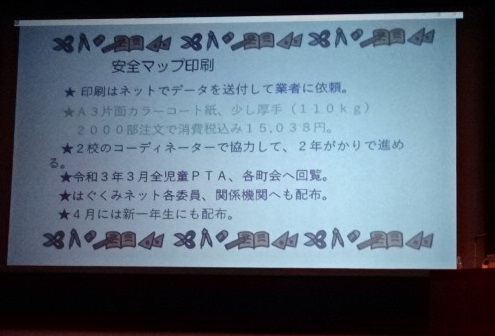 安全マップ印刷
★ 印刷はネットでデータを送付して業者に依頼。
★Ａ３片面カラーコート紙、少し厚手（１１０ｋｇ）
２０００部注文で消費税込み１５,０３８円。
★２校のコーディネーターで協力して、２年がかりで進め
る。
★令和３年３月全児童ＰＴＡ、各町会へ回覧。
★はぐくみネット各委員、関係機関へも配布。
★４月には新一年生にも配布。